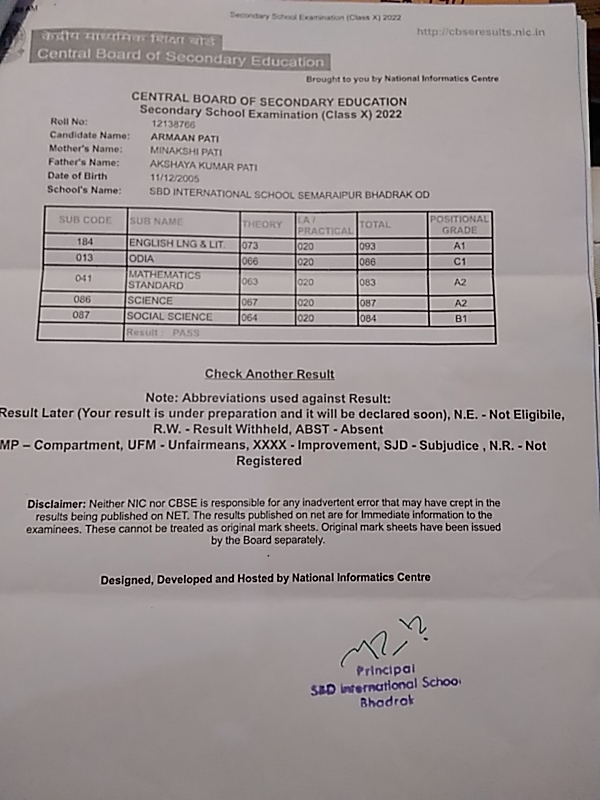 Secondary School Examination (Class X) 2022
http://cbseresults.nic.in
केन्द्रीय माध्यमिक शिक्षा बोर्ड
Central Board of Secondary Education
Brought to you by National Informatics Centre
CENTRAL BOARD OF SECONDARY EDUCATION
Secondary School Examination (Class X) 2022
Roll No: 12138766
Candidate Name: ARMAAN PATI
Mother's Name: MINAKSHI PATI
Father's Name: AKSHAYA KUMAR PATI
Date of Birth 11/12/2005
School's Name: SBD INTERNATIONAL SCHOOL SEMARAIPUR BHADRAK OD
SUB CODE SUB NAME THEORY IA / PRACTICAL TOTAL POSITIONAL GRADE
184 ENGLISH LNG & LIT. 073 020 093 A1
013 ODIA 066 020 086 C1
041 MATHEMATICS STANDARD 063 020 083 A2
086 SCIENCE 067 020 087 A2
087 SOCIAL SCIENCE 064 020 084 B1
Result : PASS
Check Another Result
Note: Abbreviations used against Result:
Result Later (Your result is under preparation and it will be declared soon), N.E. - Not Eligibile,
R.W. - Result Withheld, ABST - Absent
MP – Compartment, UFM - Unfairmeans, XXXX - Improvement, SJD - Subjudice , N.R. - Not
Registered
Disclaimer: Neither NIC nor CBSE is responsible for any inadvertent error that may have crept in the
results being published on NET. The results published on net are for Immediate information to the
examinees. These cannot be treated as original mark sheets. Original mark sheets have been issued
by the Board separately.
Designed, Developed and Hosted by National Informatics Centre
Principal
SBD International School
Bhadrak